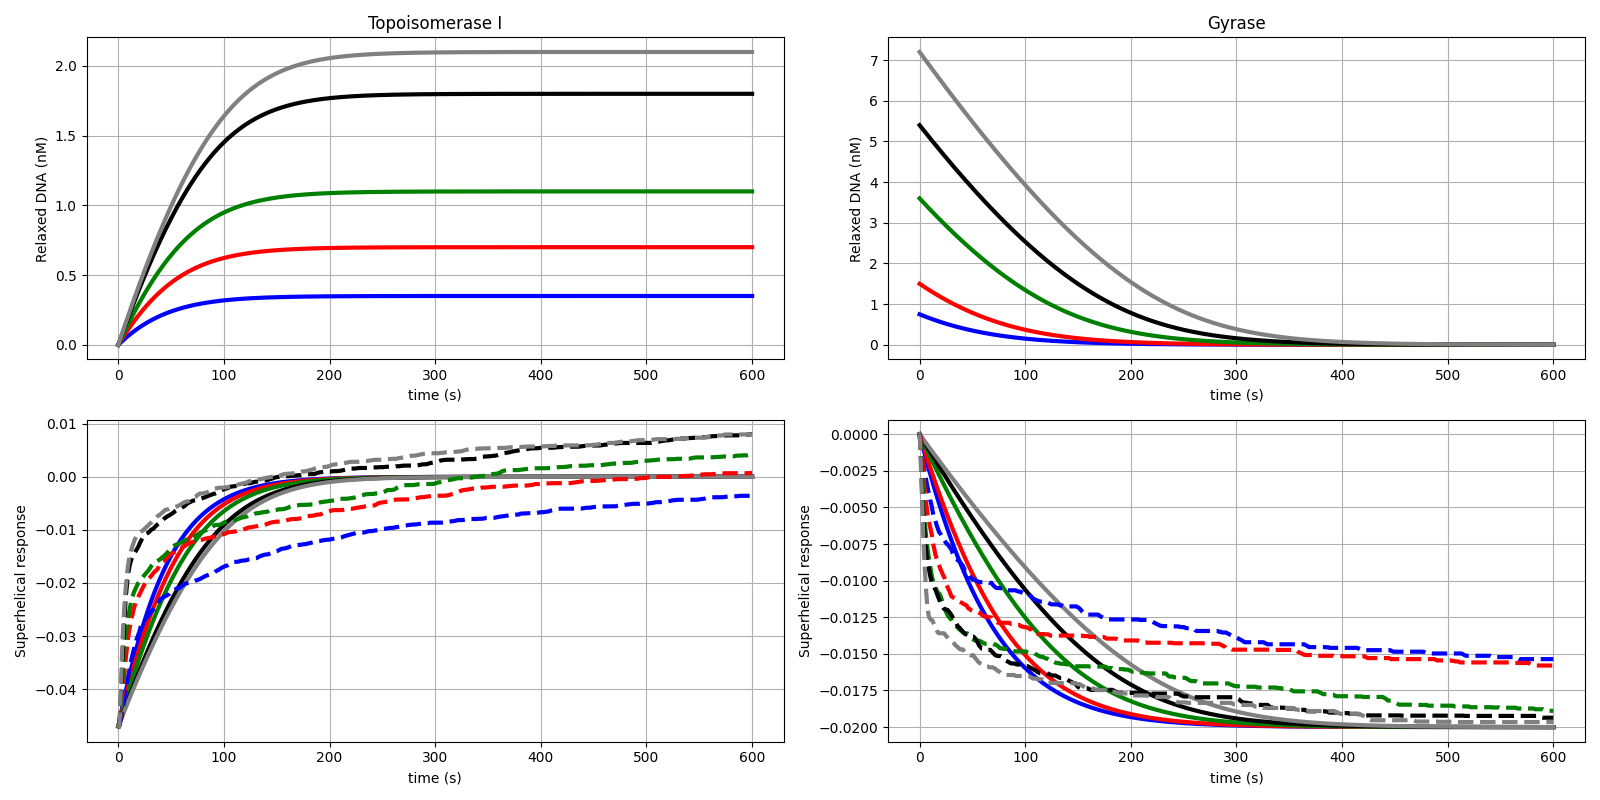 Topoisomerase I
Relaxed DNA (nM)
2.0
1.5
1.0
0.5
0.0
0 100 200 300 400 500 600
time (s)
Gyrase
Relaxed DNA (nM)
7
6
5
4
3
2
1
0
0 100 200 300 400 500 600
time (s)
Superhelical response
0.01
0.00
−0.01
−0.02
−0.03
−0.04
0 100 200 300 400 500 600
time (s)
Superhelical response
0.0000
−0.0025
−0.0050
−0.0075
−0.0100
−0.0125
−0.0150
−0.0175
−0.0200
0 100 200 300 400 500 600
time (s)